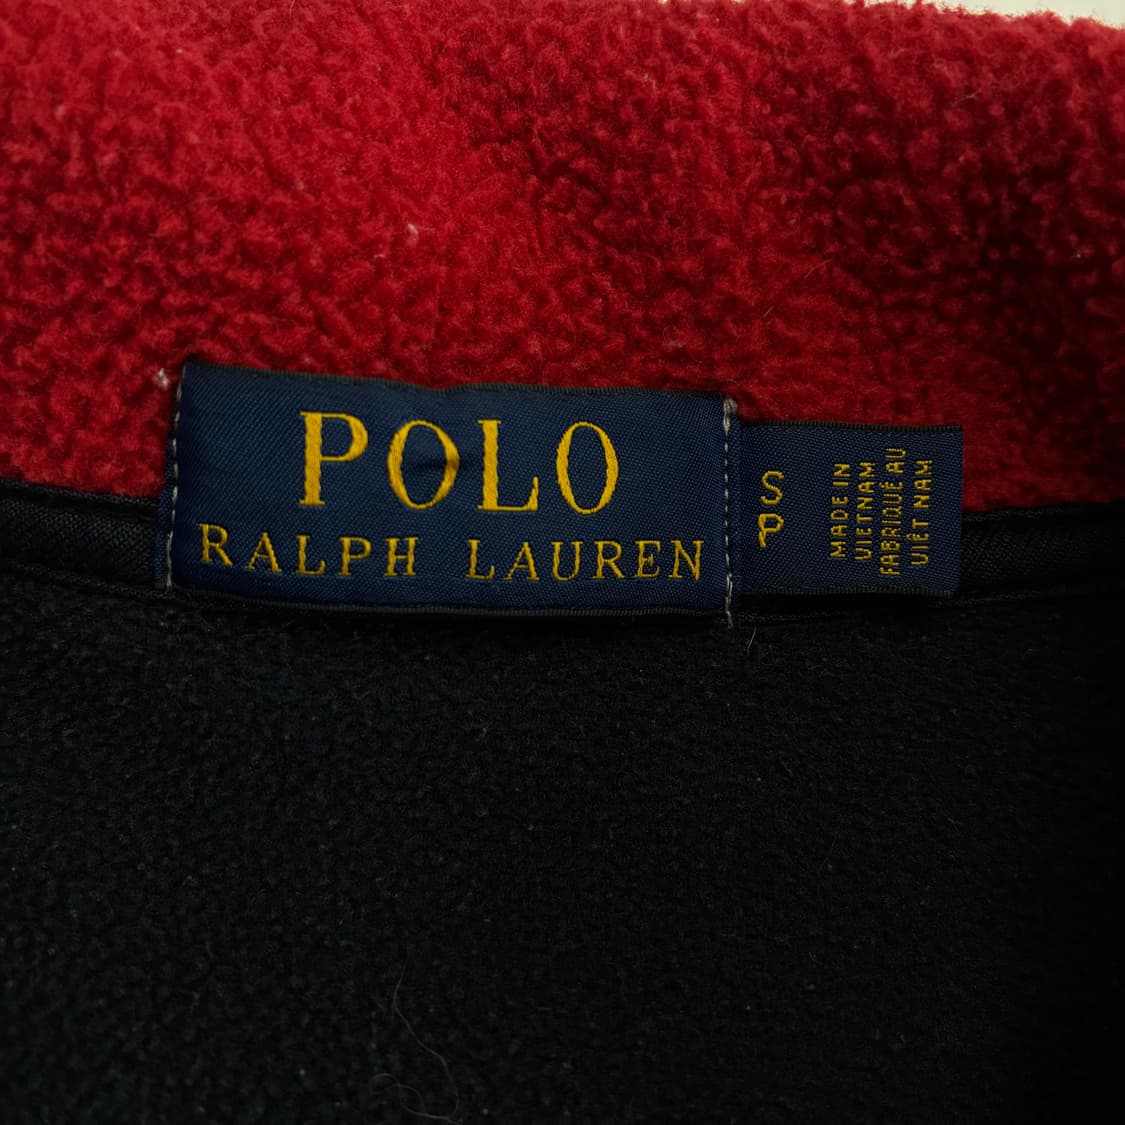 POLO
RALPH LAUREN
S
P
MADE IN
VIETNAM
FABRIQUÉ AU
VIÊT NAM